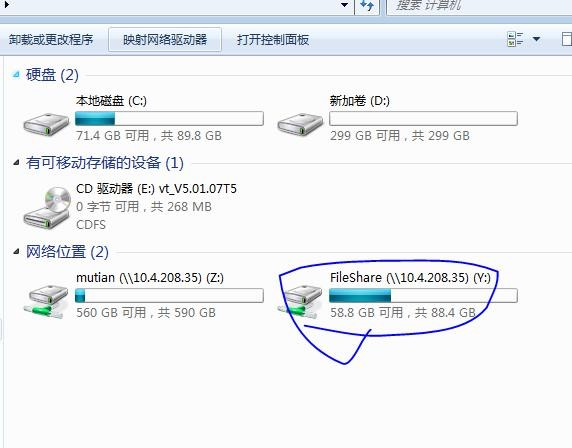 搜索 计算机
卸载或更改程序 映射网络驱动器 打开控制面板
硬盘 (2)
本地磁盘 (C:)
71.4 GB 可用，共 89.8 GB
新加卷 (D:)
299 GB 可用，共 299 GB
有可移动存储的设备 (1)
CD 驱动器 (E:) vt_V5.01.07T5
0 字节 可用，共 268 MB
CDFS
网络位置 (2)
mutian (\\10.4.208.35) (Z:)
560 GB 可用，共 590 GB
FileShare (\\10.4.208.35) (Y:)
58.8 GB 可用，共 88.4 GB